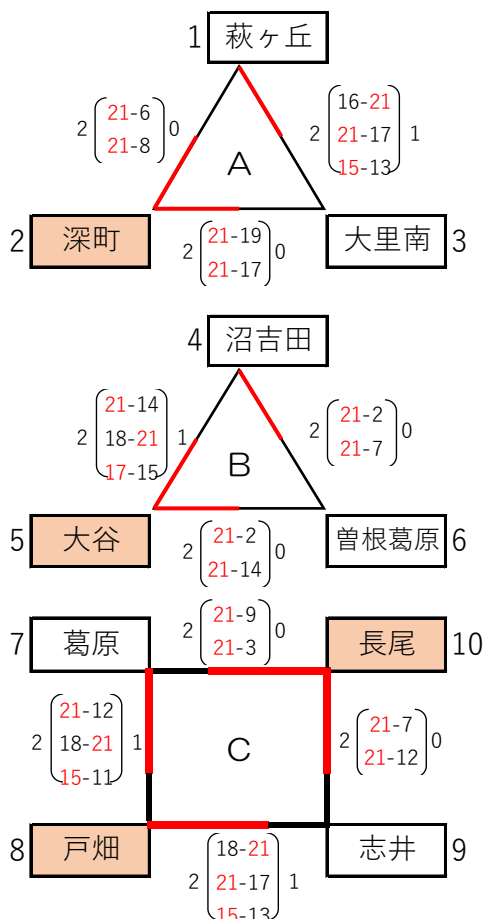 1 萩ヶ丘
2 21-6 0
21-8
2 16-21 1
21-17
15-13
A
2 深町
大里南 3
2 21-19 0
21-17
4 沼吉田
2 21-14 1
18-21
17-15
2 21-2 0
21-7
B
5 大谷
曽根葛原 6
2 21-2 0
21-14
7 葛原
2 21-9 0
21-3
長尾 10
2 21-12 1
18-21
15-11
C
2 21-7 0
21-12
8 戸畑
志井 9
2 18-21 1
21-17
15-13